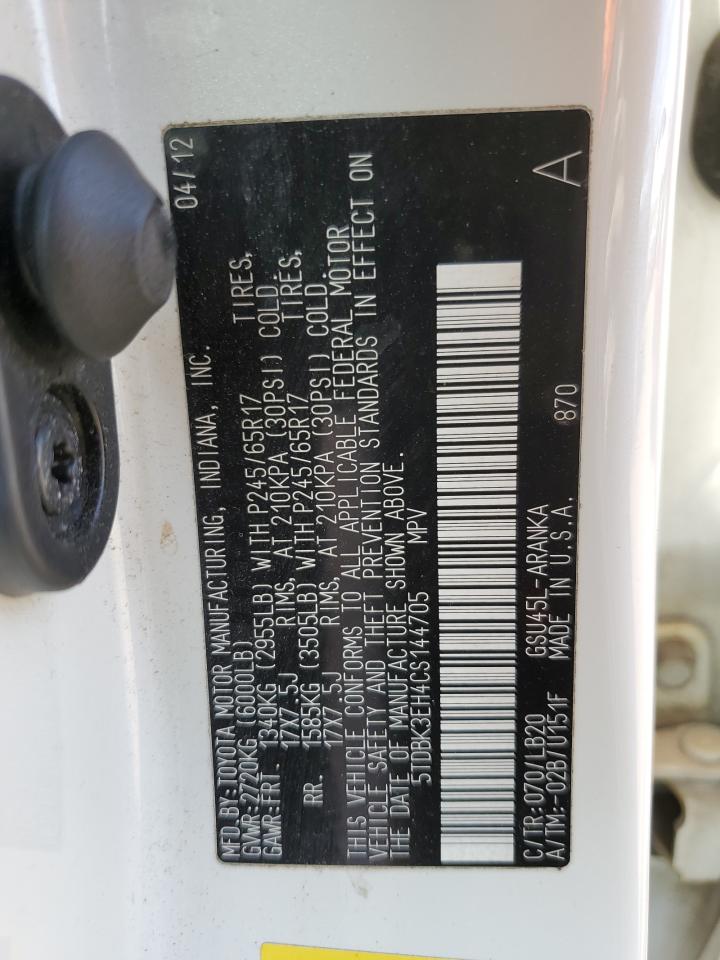 MFD.BY:TOYOTA MOTOR MANUFACTURING, INDIANA, INC. 04/12
GVWR:2720KG(6000LB)
GAWR:FRT. 1340KG (2955LB) WITH P245/65R17 TIRES,
17X7.5J RIMS, AT 210KPA (30PSI) COLD.
RR. 1585KG (3505LB) WITH P245/65R17 TIRES,
17X7.5J RIMS, AT 210KPA (30PSI) COLD.
THIS VEHICLE CONFORMS TO ALL APPLICABLE FEDERAL MOTOR
VEHICLE SAFETY AND THEFT PREVENTION STANDARDS IN EFFECT ON
THE DATE OF MANUFACTURE SHOWN ABOVE.
5TDBK3EH4CS144705 MPV
C/TR:070/LB20 GSU45L-ARANKA 870 A
A/TM:-02B/U151F MADE IN U.S.A.